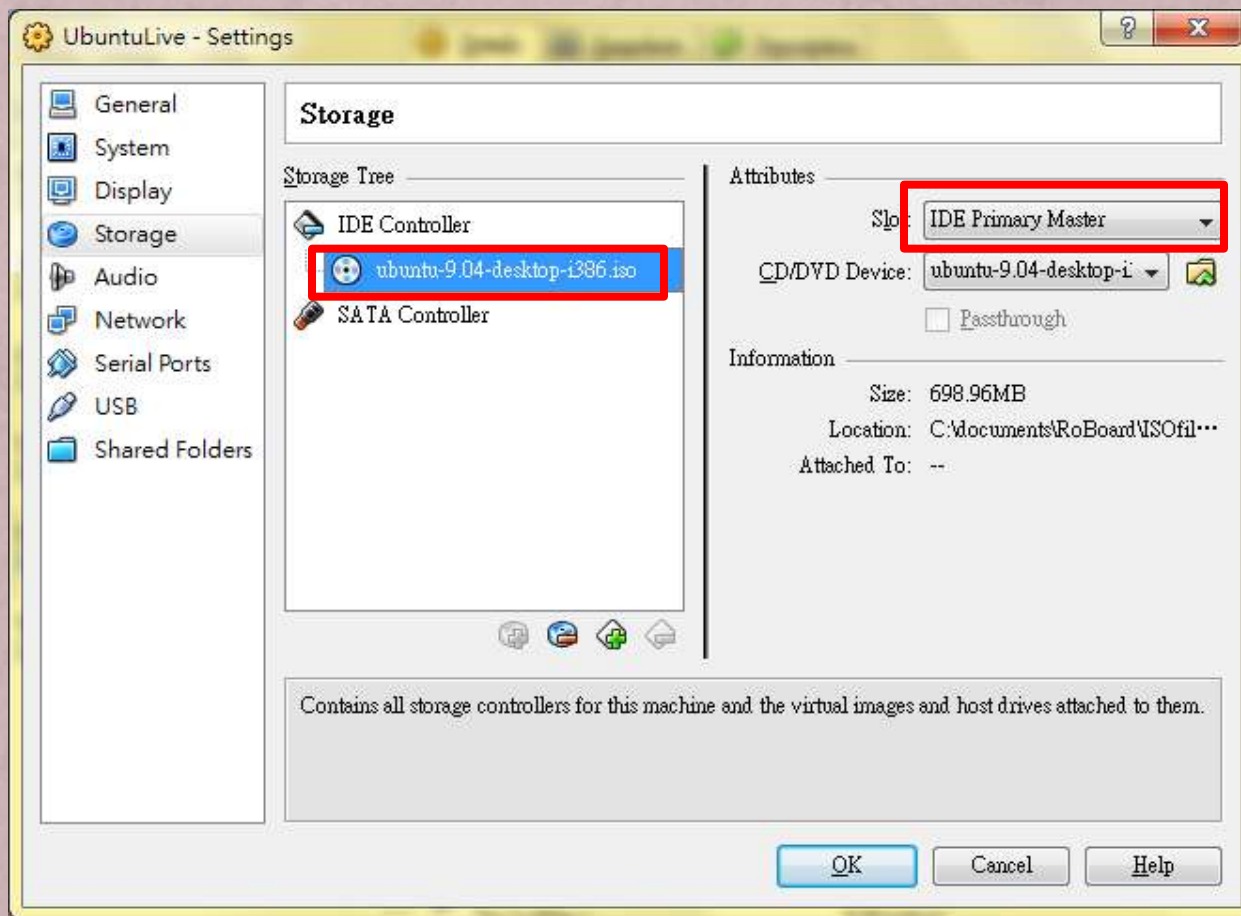 UbuntuLive - Settings
?
X
General
System
Display
Storage
Audio
Network
Serial Ports
USB
Shared Folders
Storage
Storage Tree
IDE Controller
ubuntu-9.04-desktop-i386.iso
SATA Controller
Attributes
Slo: IDE Primary Master
CD/DVD Device: ubuntu-9.04-desktop-i
Passthrough
Information
Size: 698.96MB
Location: C:\documents\RoBoard\ISOfil···
Attached To: --
Contains all storage controllers for this machine and the virtual images and host drives attached to them.
OK
Cancel
Help